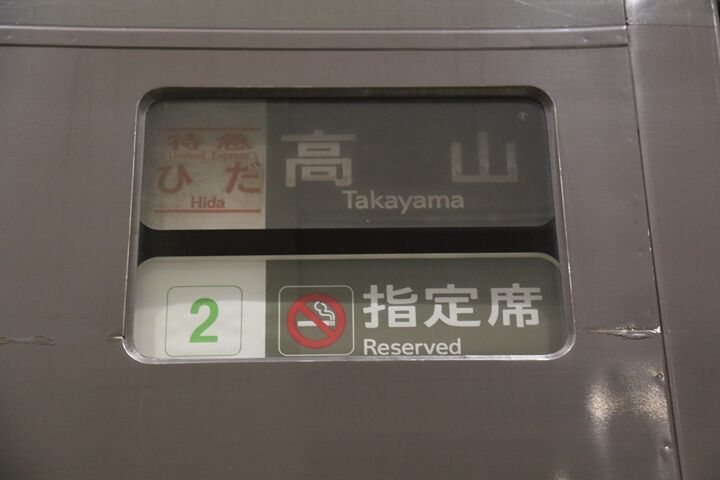 特急
Limited Express
ひだ
Hida
高山
Takayama
2
指定席
Reserved